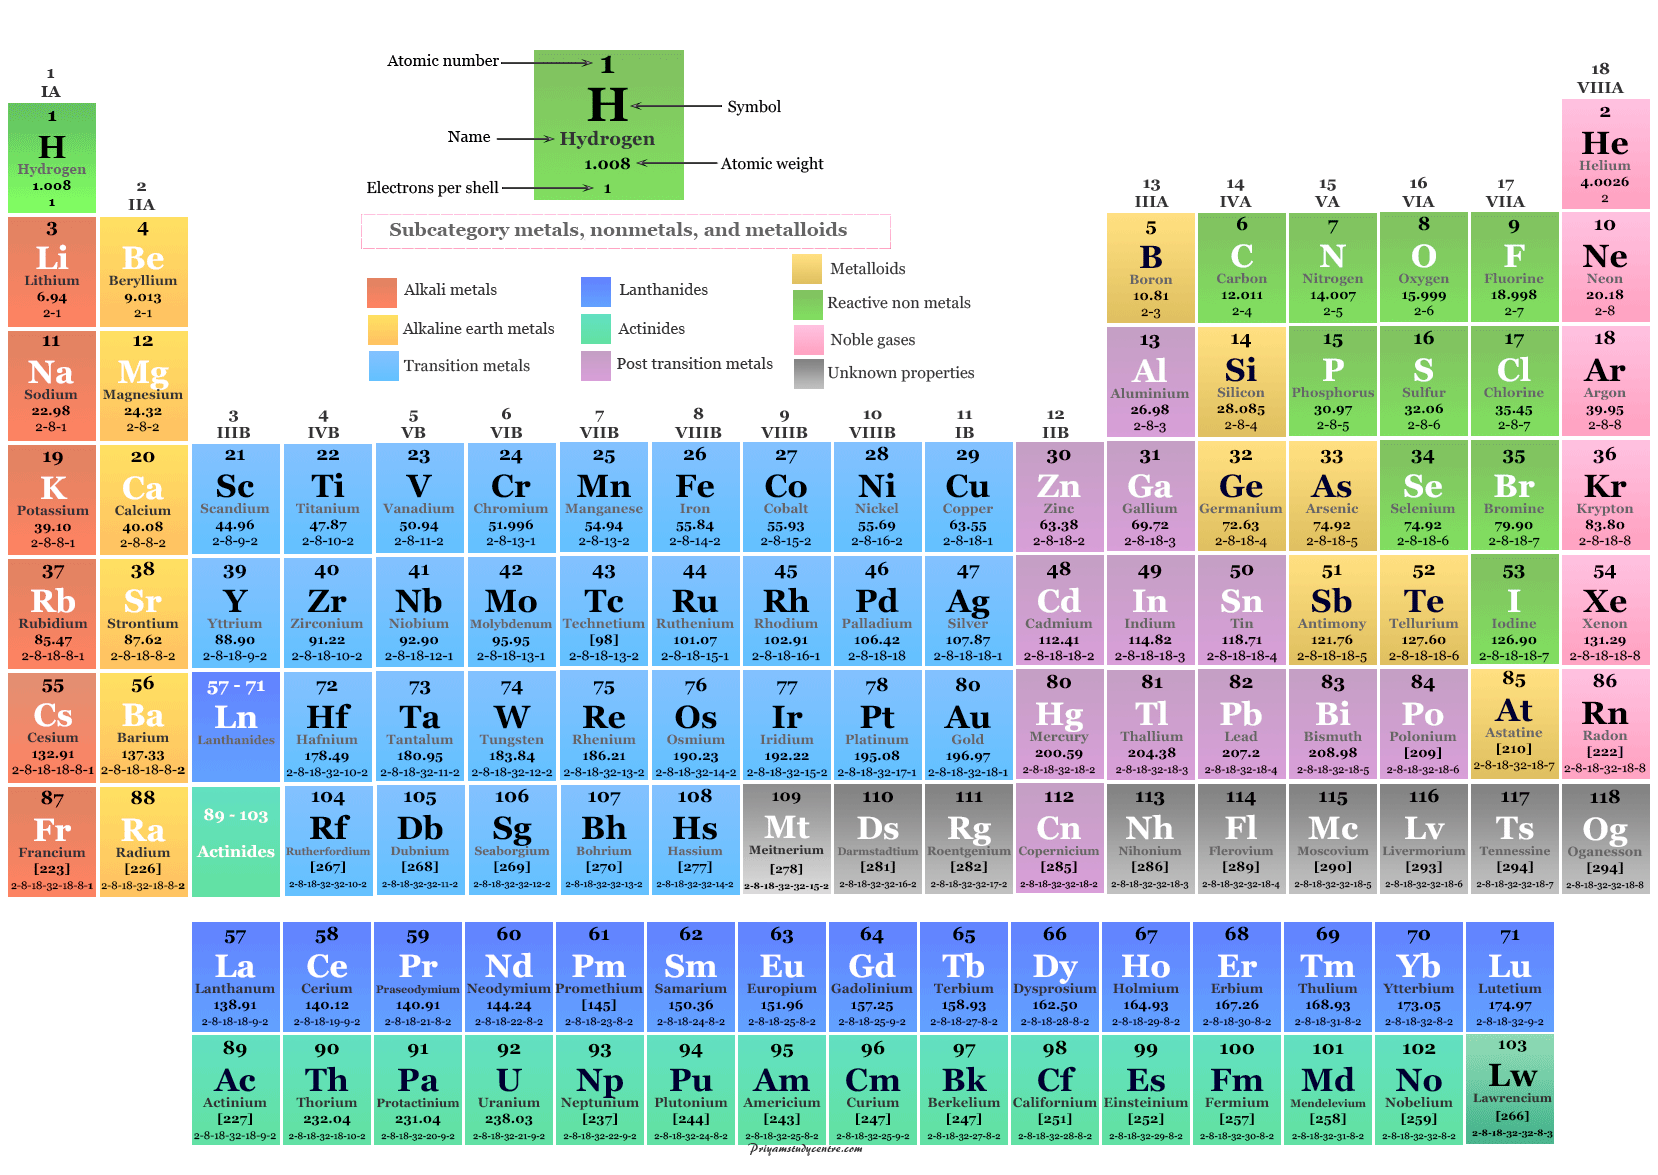 Atomic number
1
H
Symbol
Name
Hydrogen
1.008
Atomic weight
Electrons per shell
1
Subcategory metals, nonmetals, and metalloids
Alkali metals
Alkaline earth metals
Transition metals
Lanthanides
Actinides
Post transition metals
Metalloids
Reactive non metals
Noble gases
Unknown properties
1 18
IA VIIIA
1 2
H He
Hydrogen Helium
1.008 4.0026
1 2
2 13 14 15 16 17
IIA IIIA IVA VA VIA VIIA
3 4 5 6 7 8 9 10
Li Be B C N O F Ne
Lithium Beryllium Boron Carbon Nitrogen Oxygen Fluorine Neon
6.94 9.013 10.81 12.011 14.007 15.999 18.998 20.18
2-1 2-1 2-3 2-4 2-5 2-6 2-7 2-8
11 12 13 14 15 16 17 18
Na Mg Al Si P S Cl Ar
Sodium Magnesium Aluminium Silicon Phosphorus Sulfur Chlorine Argon
22.98 24.32 26.98 28.085 30.97 32.06 35.45 39.95
2-8-1 2-8-2 2-8-3 2-8-4 2-8-5 2-8-6 2-8-7 2-8-8
3 4 5 6 7 8 9 10 11 12
IIIB IVB VB VIB VIIB VIIIB VIIIB VIIIB IB IIB
19 20 21 22 23 24 25 26 27 28 29 30 31 32 33 34 35 36
K Ca Sc Ti V Cr Mn Fe Co Ni Cu Zn Ga Ge As Se Br Kr
Potassium Calcium Scandium Titanium Vanadium Chromium Manganese Iron Cobalt Nickel Copper Zinc Gallium Germanium Arsenic Selenium Bromine Krypton
39.10 40.08 44.96 47.87 50.94 51.996 54.94 55.84 55.93 55.69 63.55 63.38 69.72 72.63 74.92 74.92 79.90 83.80
2-8-8-1 2-8-8-2 2-8-9-2 2-8-10-2 2-8-11-2 2-8-13-1 2-8-13-2 2-8-14-2 2-8-15-2 2-8-16-2 2-8-18-1 2-8-18-2 2-8-18-3 2-8-18-4 2-8-18-5 2-8-18-6 2-8-18-7 2-8-18-8
37 38 39 40 41 42 43 44 45 46 47 48 49 50 51 52 53 54
Rb Sr Y Zr Nb Mo Tc Ru Rh Pd Ag Cd In Sn Sb Te I Xe
Rubidium Strontium Yttrium Zirconium Niobium Molybdenum Technetium Ruthenium Rhodium Palladium Silver Cadmium Indium Tin Antimony Tellurium Iodine Xenon
85.47 87.62 88.90 91.22 92.90 95.95 [98] 101.07 102.91 106.42 107.87 112.41 114.82 118.71 121.76 127.60 126.90 131.29
2-8-18-8-1 2-8-18-8-2 2-8-18-9-2 2-8-18-10-2 2-8-18-12-1 2-8-18-13-1 2-8-18-13-2 2-8-18-15-1 2-8-18-16-1 2-8-18-18 2-8-18-18-1 2-8-18-18-2 2-8-18-18-3 2-8-18-18-4 2-8-18-18-5 2-8-18-18-6 2-8-18-18-7 2-8-18-18-8
55 56 57 - 71 72 73 74 75 76 77 78 80 80 81 82 83 84 85 86
Cs Ba Ln Hf Ta W Re Os Ir Pt Au Hg Tl Pb Bi Po At Rn
Cesium Barium Lanthanides Hafnium Tantalum Tungsten Rhenium Osmium Iridium Platinum Gold Mercury Thallium Lead Bismuth Polonium Astatine Radon
132.91 137.33 178.49 180.95 183.84 186.21 190.23 192.22 195.08 196.97 200.59 204.38 207.2 208.98 [209] [210] [222]
2-8-18-18-8-1 2-8-18-18-8-2 2-8-18-32-10-2 2-8-18-32-11-2 2-8-18-32-12-2 2-8-18-32-13-2 2-8-18-32-14-2 2-8-18-32-15-2 2-8-18-32-17-1 2-8-18-32-18-1 2-8-18-32-18-2 2-8-18-32-18-3 2-8-18-32-18-4 2-8-18-32-18-5 2-8-18-32-18-6 2-8-18-32-18-7 2-8-18-32-18-8
87 88 89 - 103 104 105 106 107 108 109 110 111 112 113 114 115 116 117 118
Fr Ra Actinides Rf Db Sg Bh Hs Mt Ds Rg Cn Nh Fl Mc Lv Ts Og
Francium Radium Rutherfordium Dubnium Seaborgium Bohrium Hassium Meitnerium Darmstadtium Roentgentium Copernicium Nihonium Flerovium Moscovium Livermorium Tennessine Oganesson
[223] [226] [267] [268] [269] [270] [277] [278] [281] [282] [285] [286] [289] [290] [293] [294] [294]
2-8-18-32-18-8-1 2-8-18-32-18-8-2 2-8-18-32-32-10-2 2-8-18-32-32-11-2 2-8-18-32-32-12-2 2-8-18-32-32-13-2 2-8-18-32-32-14-2 2-8-18-32-32-15-2 2-8-18-32-32-16-2 2-8-18-32-32-17-2 2-8-18-32-32-18-2 2-8-18-32-32-18-3 2-8-18-32-32-18-4 2-8-18-32-32-18-5 2-8-18-32-32-18-6 2-8-18-32-32-18-7 2-8-18-32-32-18-8
57 58 59 60 61 62 63 64 65 66 67 68 69 70 71
La Ce Pr Nd Pm Sm Eu Gd Tb Dy Ho Er Tm Yb Lu
Lanthanum Cerium Praseodymium Neodymium Promethium Samarium Europium Gadolinium Terbium Dysprosium Holmium Erbium Thulium Ytterbium Lutetium
138.91 140.12 140.91 144.24 [145] 150.36 151.96 157.25 158.93 162.50 164.93 167.26 168.93 173.05 174.97
2-8-18-18-9-2 2-8-18-19-9-2 2-8-18-21-8-2 2-8-18-22-8-2 2-8-18-23-8-2 2-8-18-24-8-2 2-8-18-25-8-2 2-8-18-25-9-2 2-8-18-27-8-2 2-8-18-28-8-2 2-8-18-29-8-2 2-8-18-30-8-2 2-8-18-31-8-2 2-8-18-32-8-2 2-8-18-32-9-2
89 90 91 92 93 94 95 96 97 98 99 100 101 102 103
Ac Th Pa U Np Pu Am Cm Bk Cf Es Fm Md No Lw
Actinium Thorium Protactinium Uranium Neptunium Plutonium Americium Curium Berkelium Californium Einsteinium Fermium Mendelevium Nobelium Lawrencium
[227] 232.04 231.04 238.03 [237] [244] [243] [247] [247] [251] [252] [257] [258] [259] [266]
2-8-18-32-18-9-2 2-8-18-32-18-10-2 2-8-18-32-20-9-2 2-8-18-32-21-9-2 2-8-18-32-22-9-2 2-8-18-32-24-8-2 2-8-18-32-25-8-2 2-8-18-32-25-9-2 2-8-18-32-27-8-2 2-8-18-32-28-8-2 2-8-18-32-29-8-2 2-8-18-32-30-8-2 2-8-18-32-31-8-2 2-8-18-32-32-8-2 2-8-18-32-32-8-3
Priyamstudycentre.com